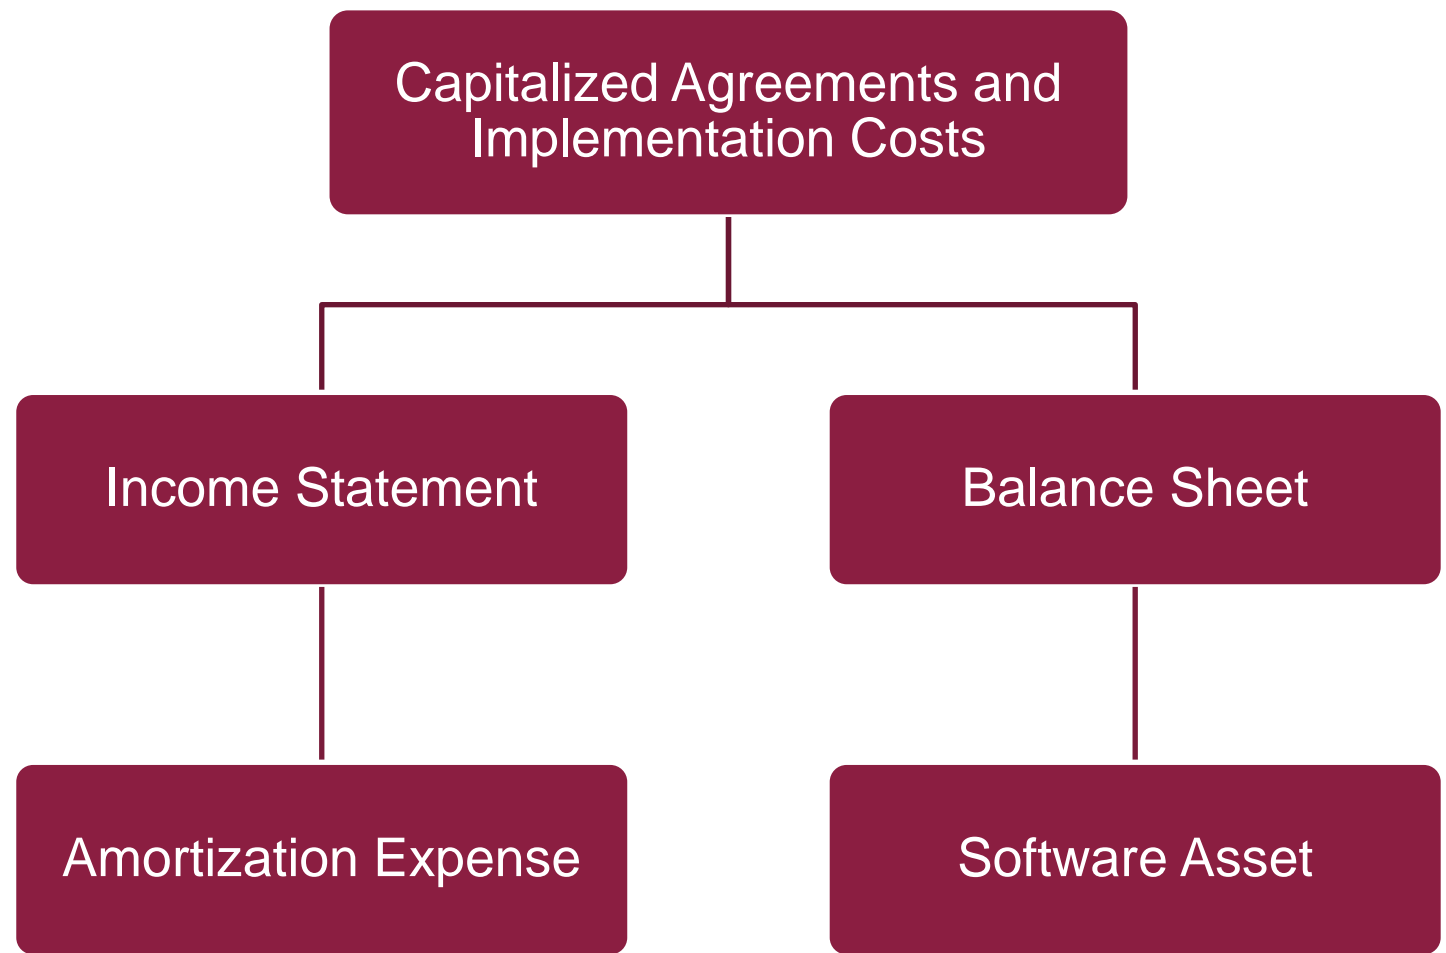 Capitalized Agreements and
Implementation Costs
Income Statement
Balance Sheet
Amortization Expense
Software Asset